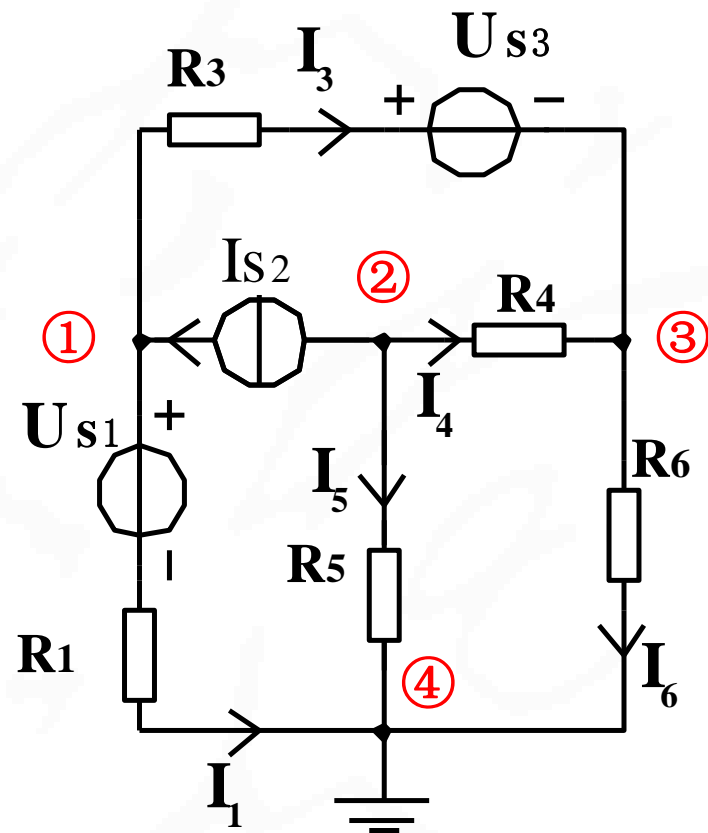 Us3
R3
I3
+
−
Is2
②
R4
①
③
I4
Us1
+
R6
I5
−
R5
R1
④
I6
I1